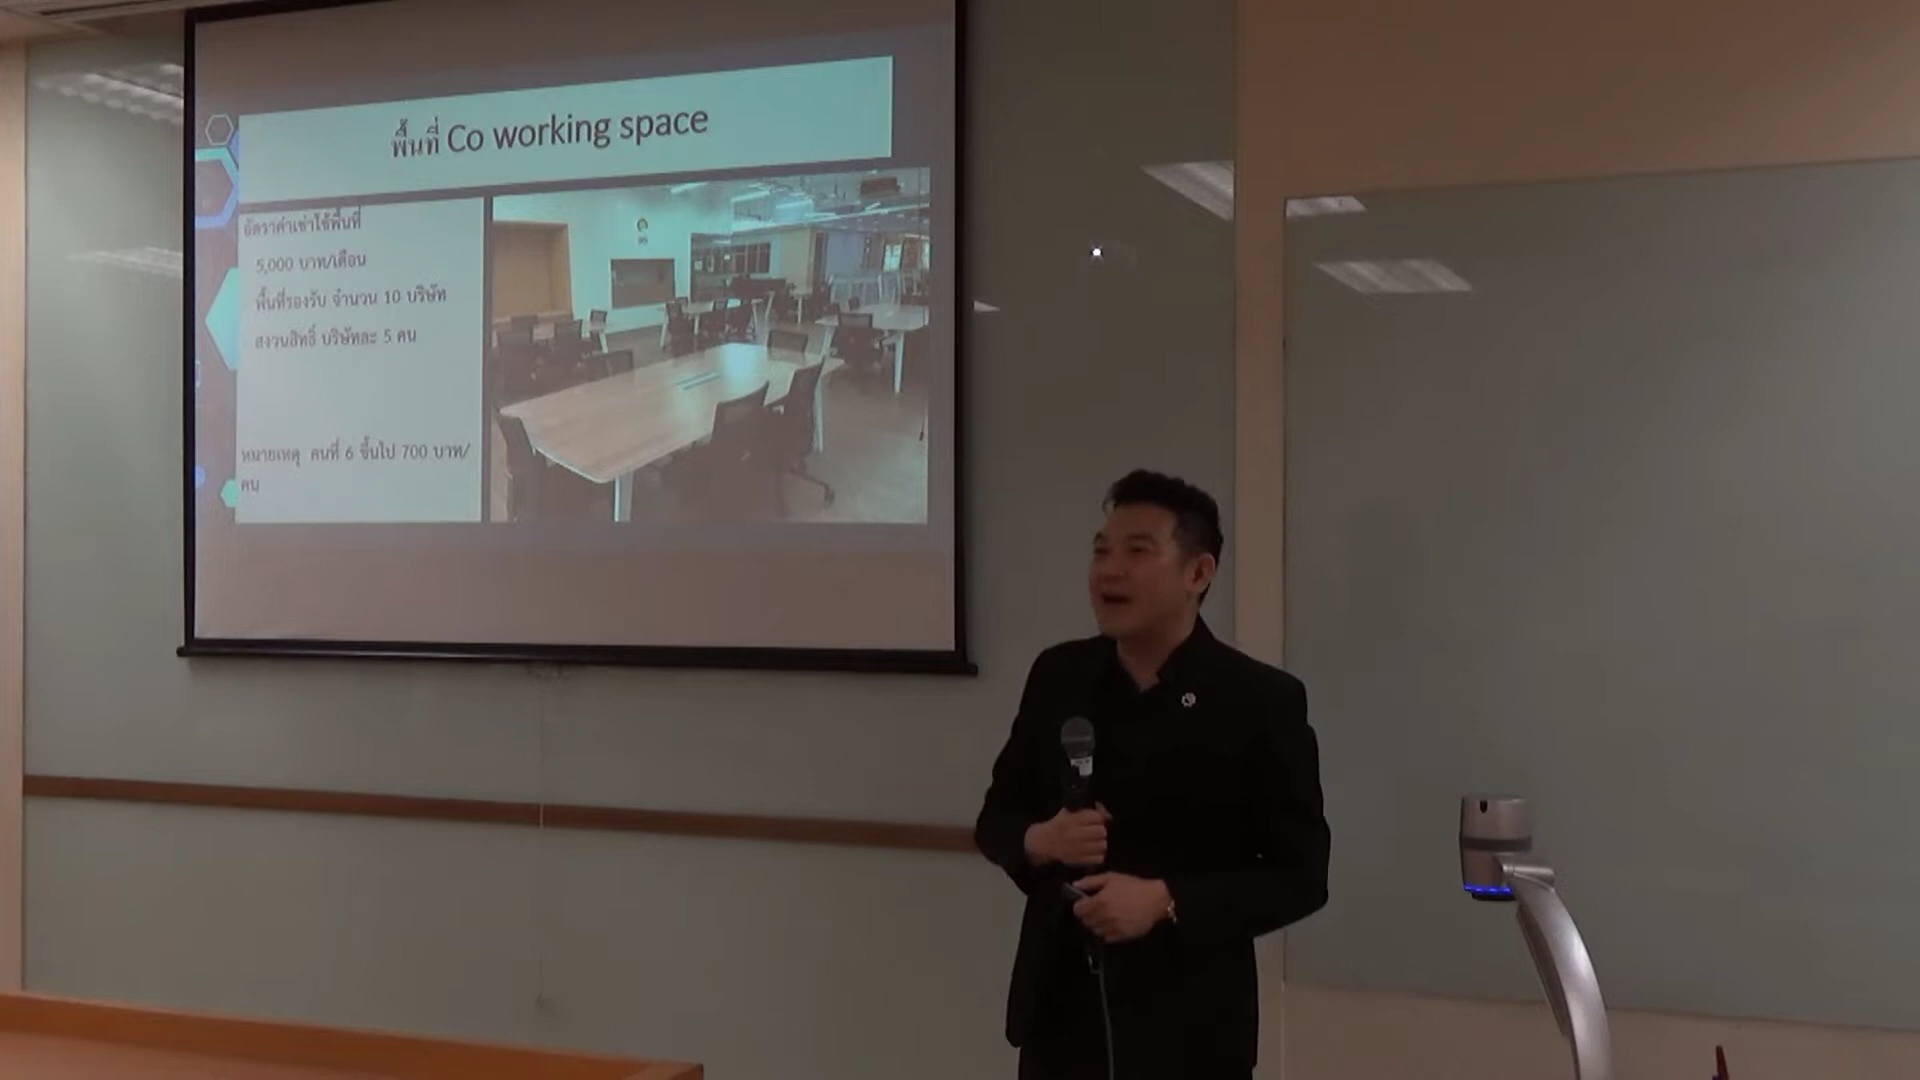 พื้นที่ Co working space
อัตราค่าเช่าใช้พื้นที่
5,000 บาท/เดือน
พื้นที่รองรับ จำนวน 10 บริษัท
สงวนสิทธิ์ บริษัทละ 5 คน
หมายเหตุ คนที่ 6 ขึ้นไป 700 บาท/
คน